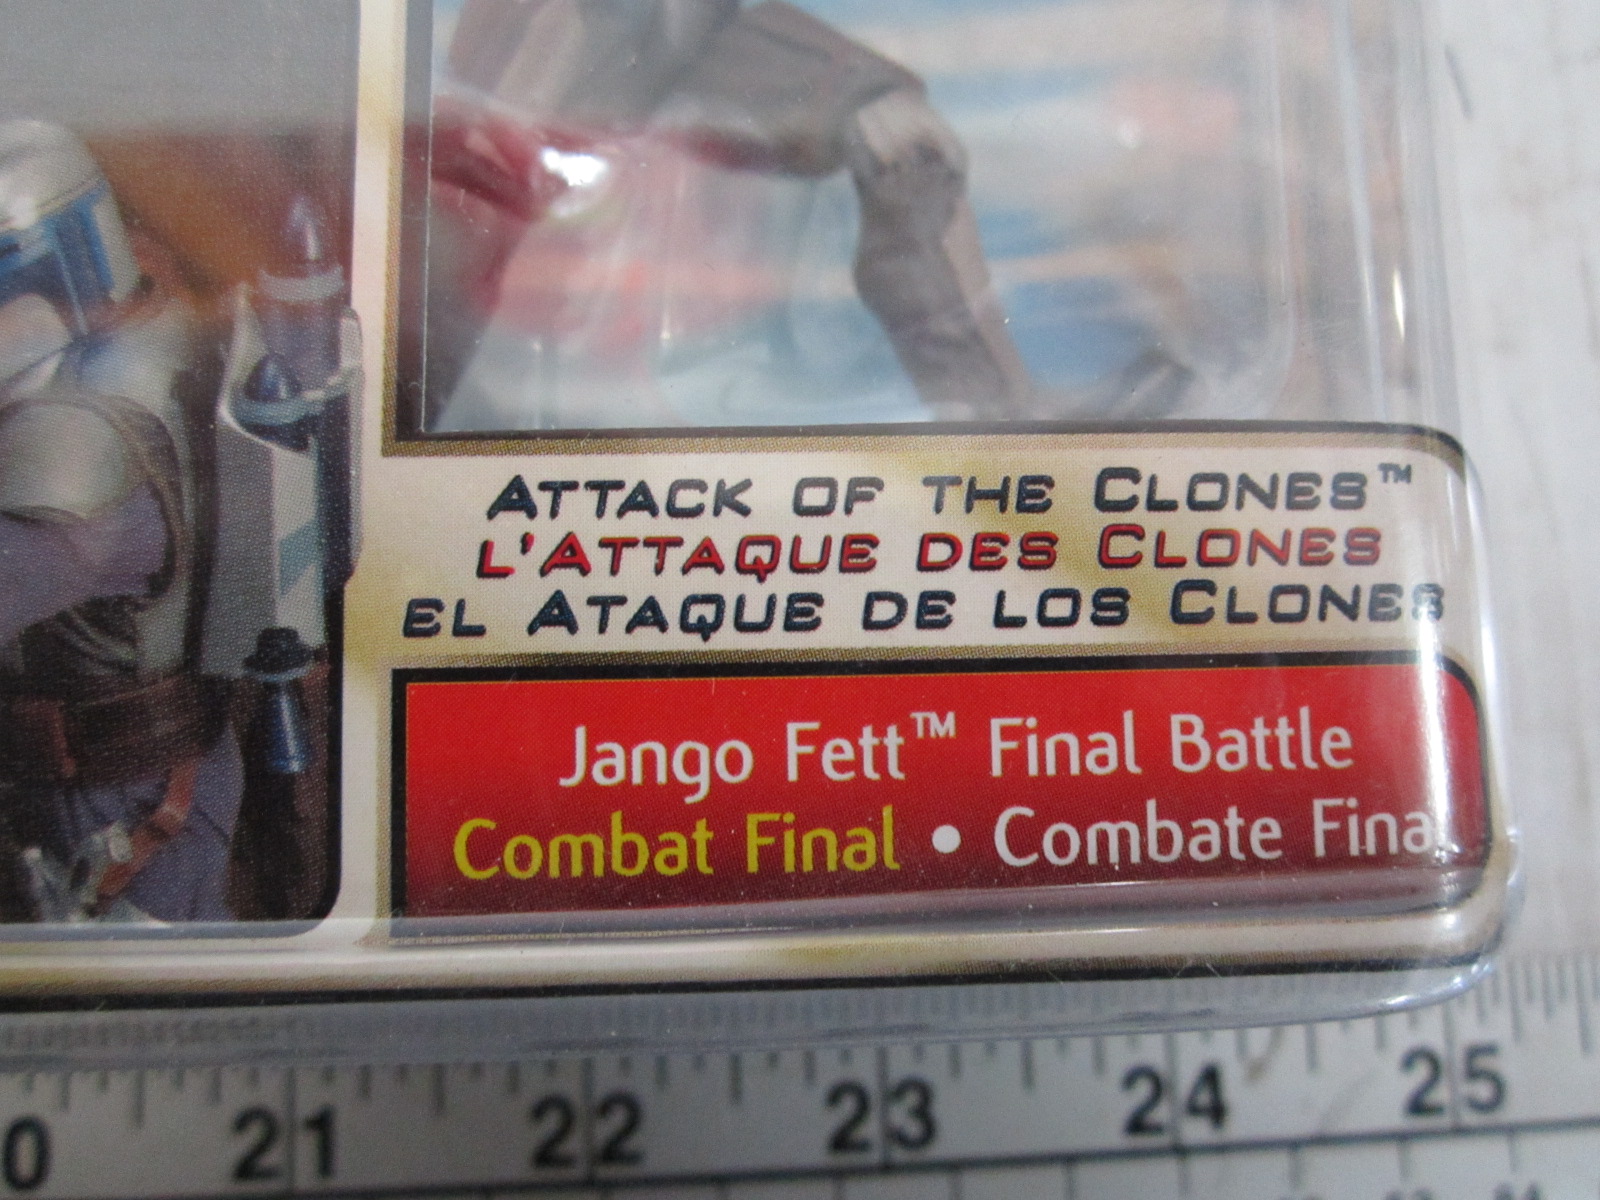 ATTACK OF THE CLONES™
L'ATTAQUE DES CLONES
EL ATAQUE DE LOS CLONES
Jango Fett™ Final Battle
Combat Final • Combate Final
0 21 22 23 24 25